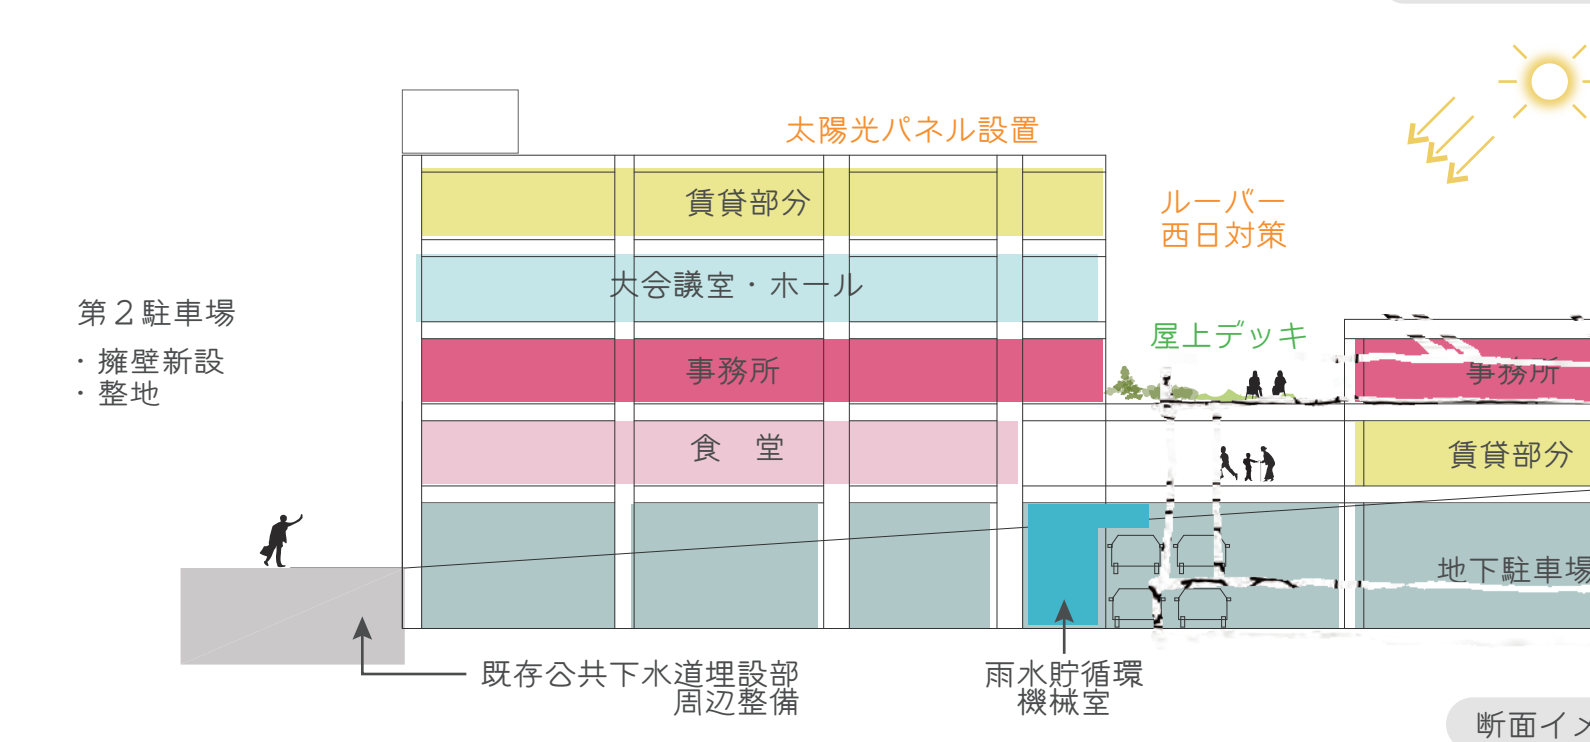 太陽光パネル設置
賃貸部分
ルーバー
西日対策
大会議室・ホール
第２駐車場
・擁壁新設
・整地
屋上デッキ
事務所
事務所
食　堂
賃貸部分
地下駐車場
既存公共下水道埋設部
周辺整備
雨水貯循環
機械室
断面イメ